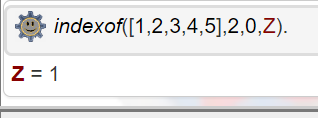 indexof([1,2,3,4,5],2,0,Z).
Z = 1